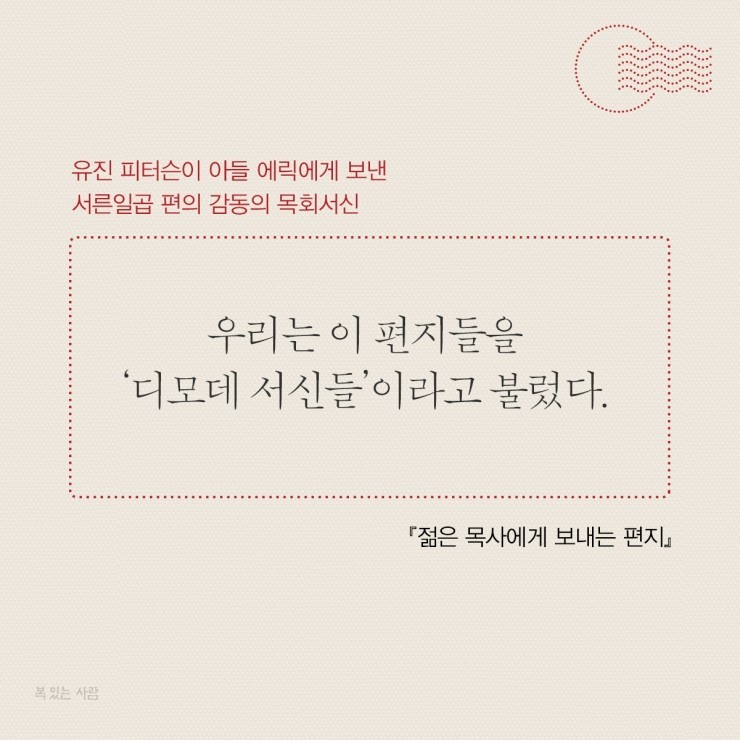 유진 피터슨이 아들 에릭에게 보낸
서른일곱 편의 감동의 목회서신
우리는 이 편지들을
‘디모데 서신들’이라고 불렀다.
『젊은 목사에게 보내는 편지』
복 있는 사람